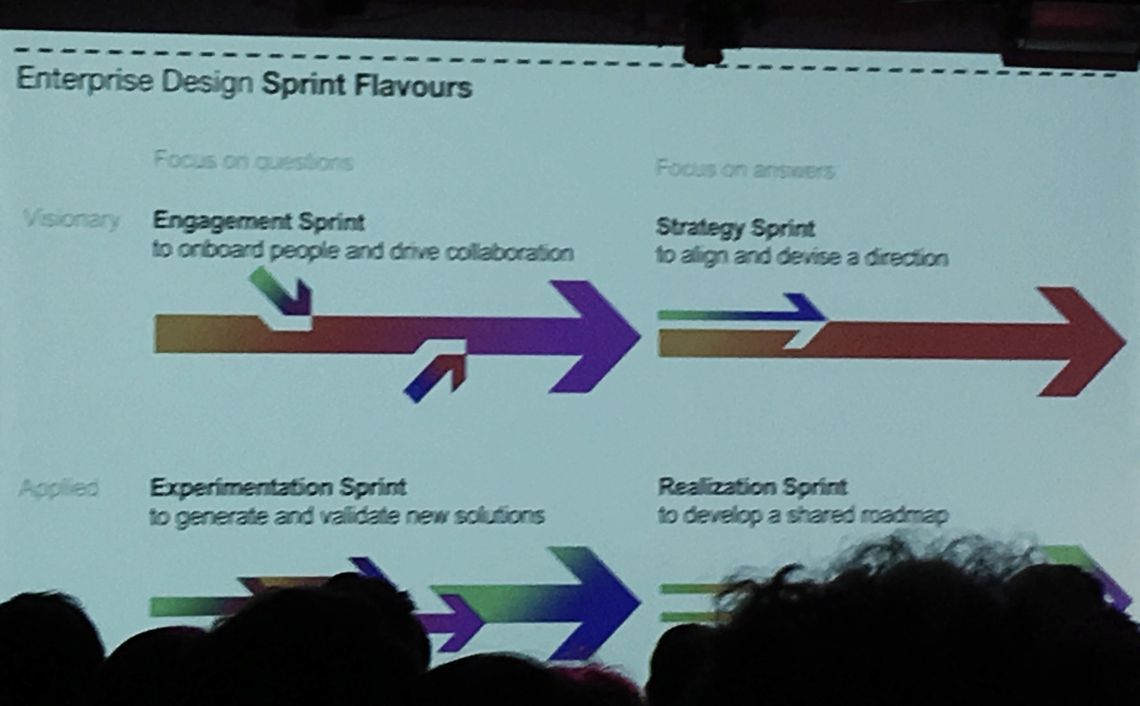 Enterprise Design Sprint Flavours
Focus on questions
Focus on answers
Visionary
Engagement Sprint
to onboard people and drive collaboration
Strategy Sprint
to align and devise a direction
Applied
Experimentation Sprint
to generate and validate new solutions
Realization Sprint
to develop a shared roadmap